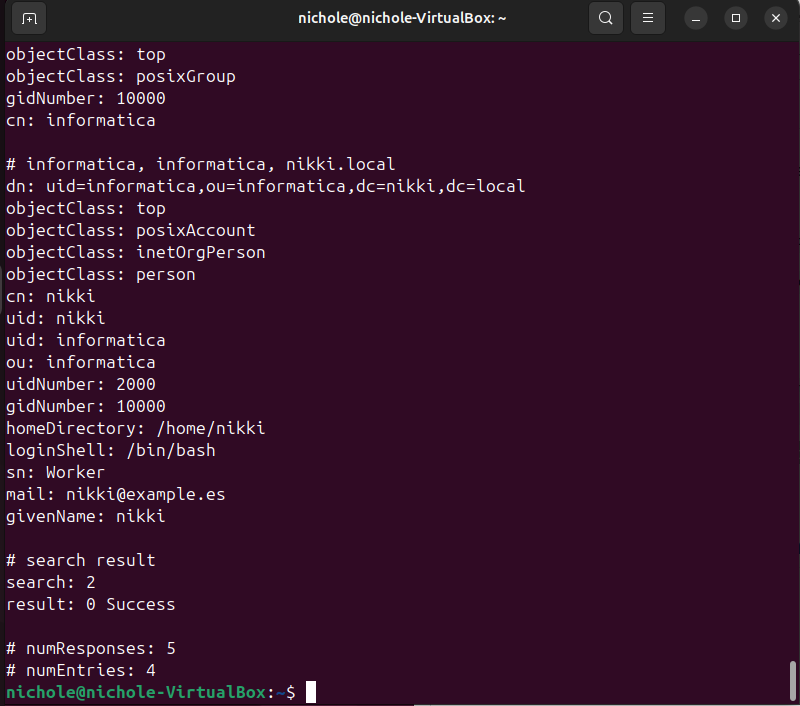 nichole@nichole-VirtualBox: ~
objectClass: top
objectClass: posixGroup
gidNumber: 10000
cn: informatica

# informatica, informatica, nikki.local
dn: uid=informatica,ou=informatica,dc=nikki,dc=local
objectClass: top
objectClass: posixAccount
objectClass: inetOrgPerson
objectClass: person
cn: nikki
uid: nikki
uid: informatica
ou: informatica
uidNumber: 2000
gidNumber: 10000
homeDirectory: /home/nikki
loginShell: /bin/bash
sn: Worker
mail: nikki@example.es
givenName: nikki

# search result
search: 2
result: 0 Success

# numResponses: 5
# numEntries: 4
nichole@nichole-VirtualBox:~$